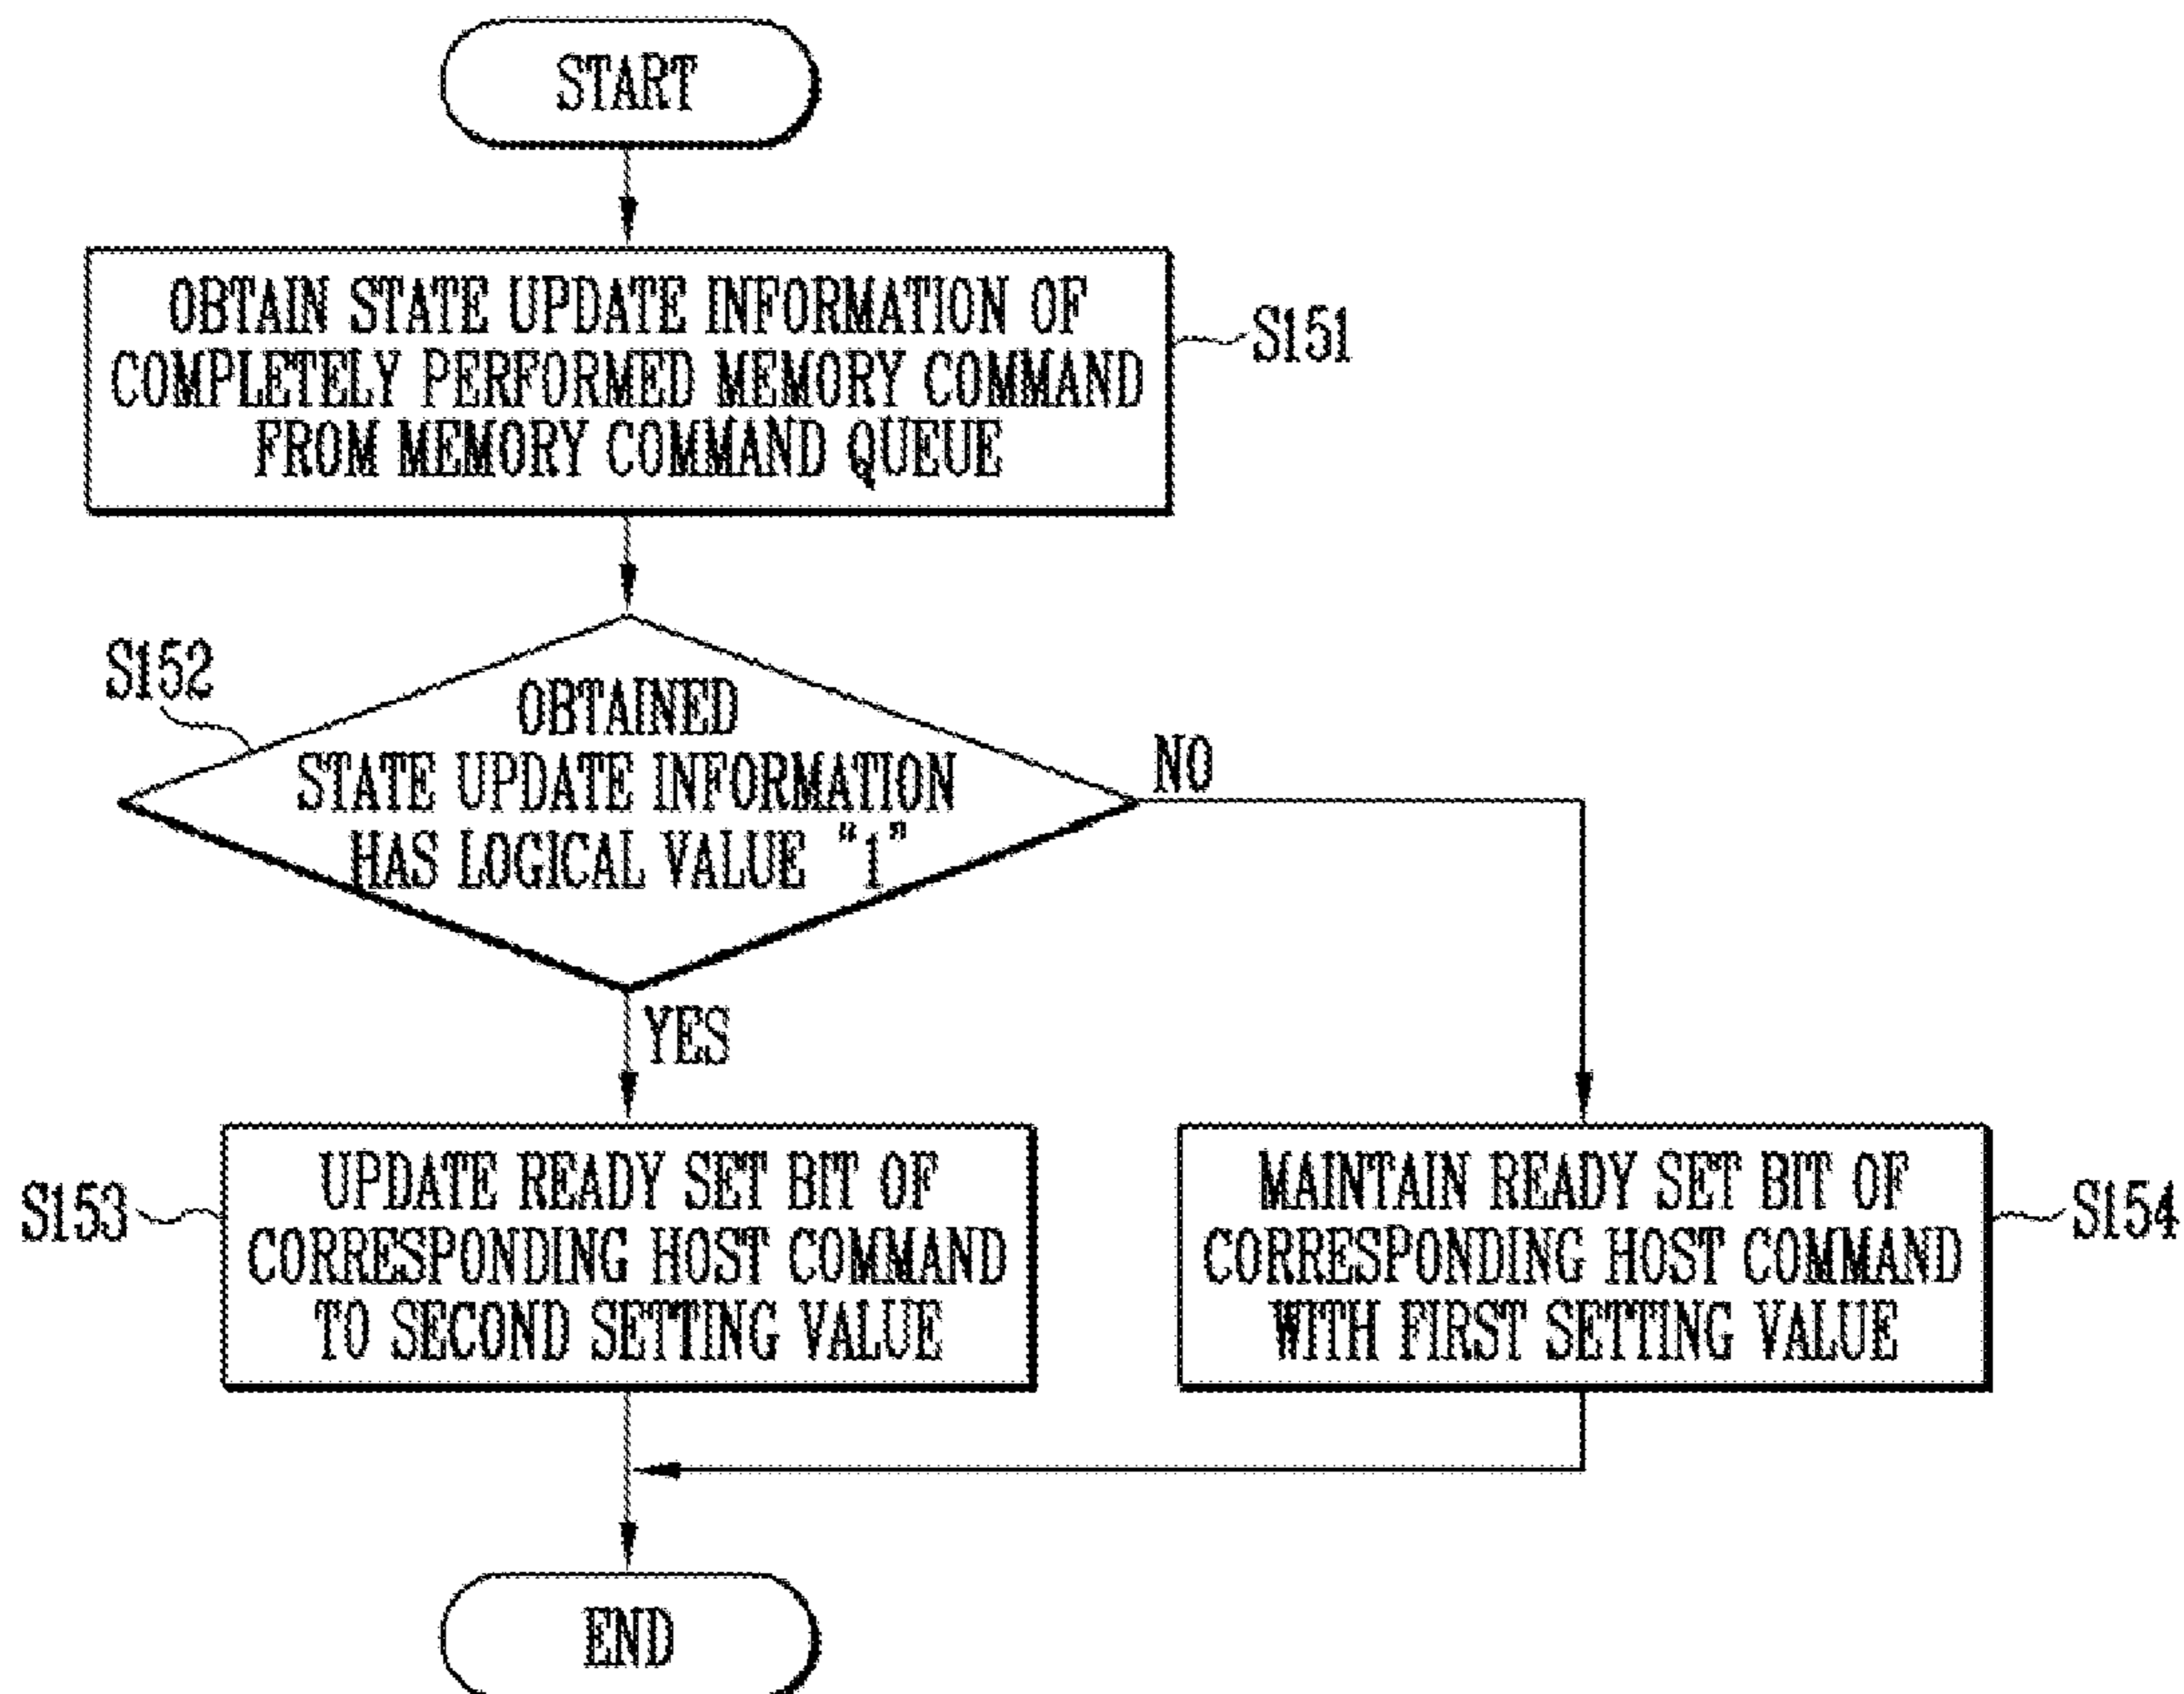 START
OBTAIN STATE UPDATE INFORMATION OF
COMPLETELY PERFORMED MEMORY COMMAND
FROM MEMORY COMMAND QUEUE
S151
S152
OBTAINED
STATE UPDATE INFORMATION
HAS LOGICAL VALUE "1"
NO
YES
UPDATE READY SET BIT OF
CORRESPONDING HOST COMMAND
TO SECOND SETTING VALUE
S153
MAINTAIN READY SET BIT OF
CORRESPONDING HOST COMMAND
WITH FIRST SETTING VALUE
S154
END